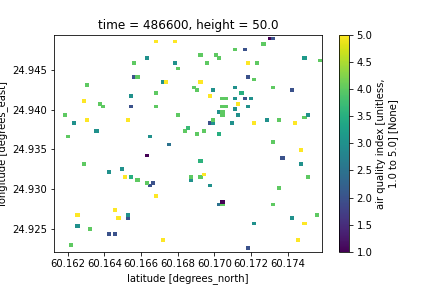 time = 486600, height = 50.0
24.945
24.940
24.935
24.930
24.925
longitude [degrees_east]
60.162 60.164 60.166 60.168 60.170 60.172 60.174
latitude [degrees_north]
5.0
4.5
4.0
3.5
3.0
2.5
2.0
1.5
1.0
air quality index [unitless,
1.0 to 5.0] [None]